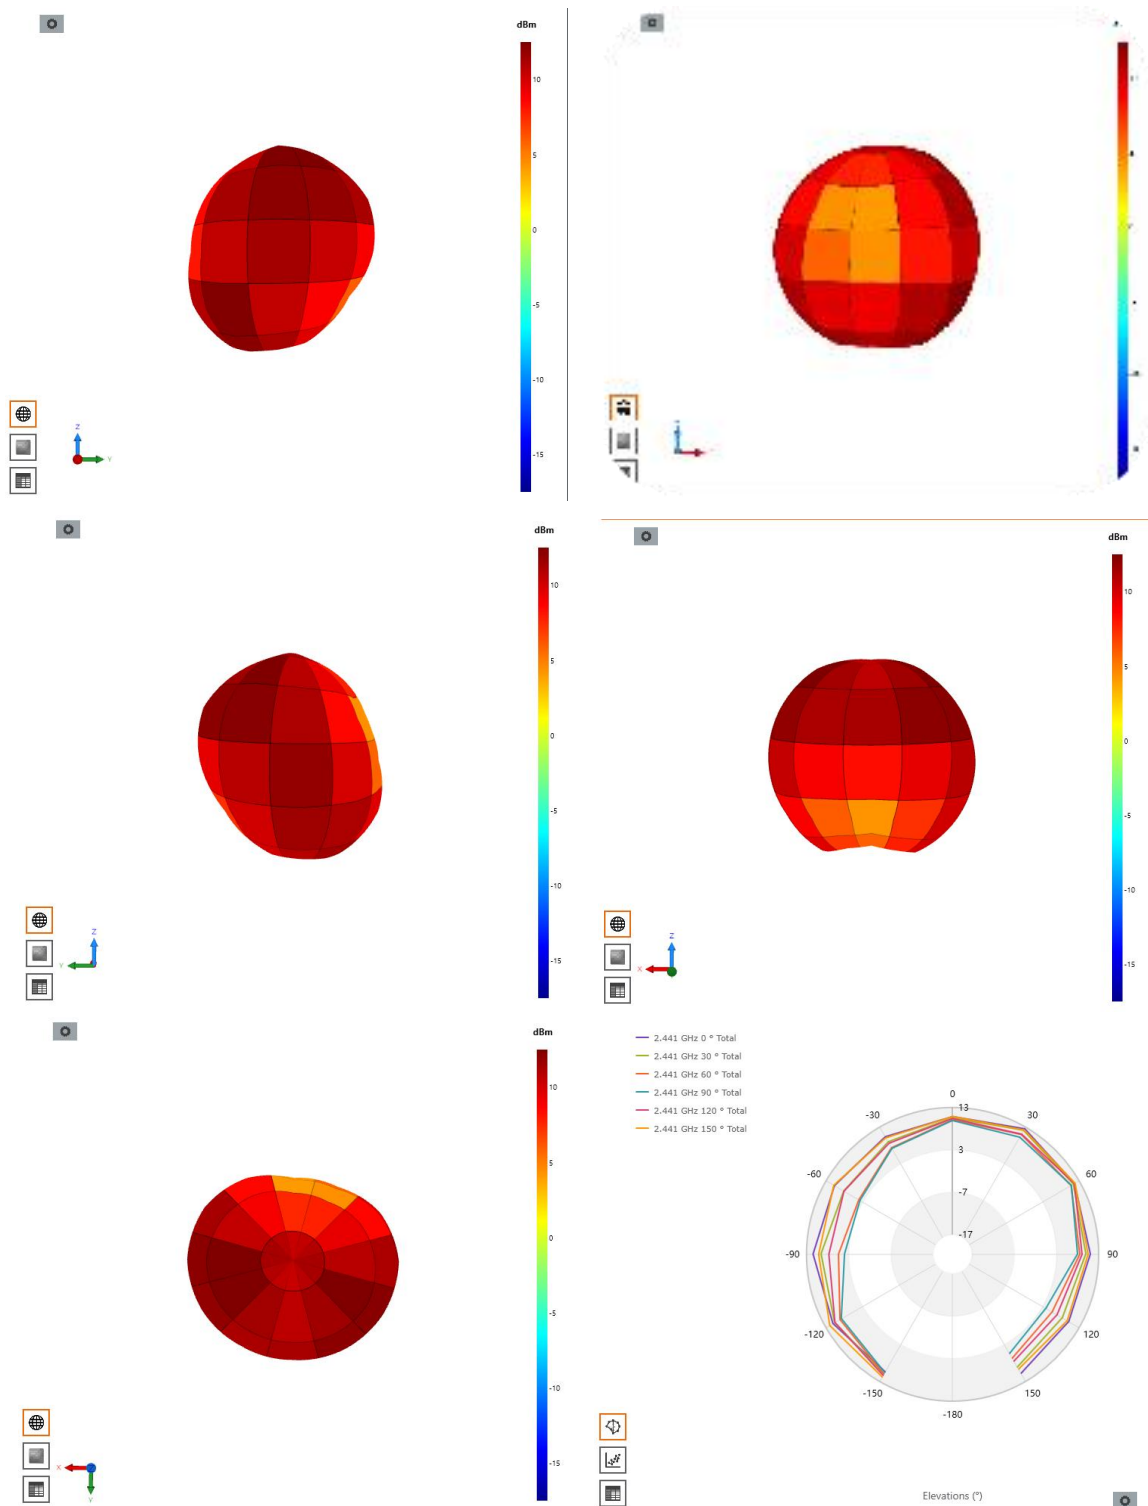 dBm
10
5
0
-5
-10
-15
Z
Y
dBm
10
5
0
-5
-10
-15
Z
Y
dBm
10
5
0
-5
-10
-15
Z
X
dBm
10
5
0
-5
-10
-15
X
Y
2.441 GHz 0 ° Total
2.441 GHz 30 ° Total
2.441 GHz 60 ° Total
2.441 GHz 90 ° Total
2.441 GHz 120 ° Total
2.441 GHz 150 ° Total
0
13
-30
30
3
-60
60
-7
-17
-90
90
-120
120
-150
150
-180
Elevations (°)